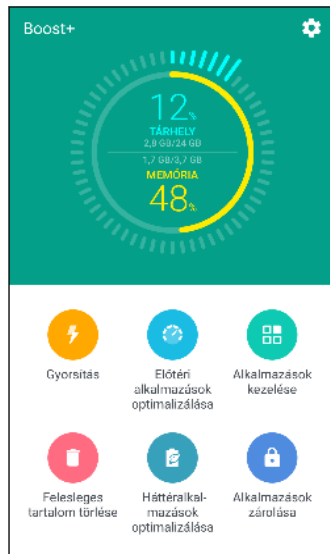 Boost+
12%
TÁRHELY
2,8 GB/24 GB
1,7 GB/3,7 GB
MEMÓRIA
48%
Gyorsítás
Előtéri
alkalmazások
optimalizálása
Alkalmazások
kezelése
Felesleges
tartalom törlése
Háttéralkal-
mazások
optimalizálása
Alkalmazások
zárolása